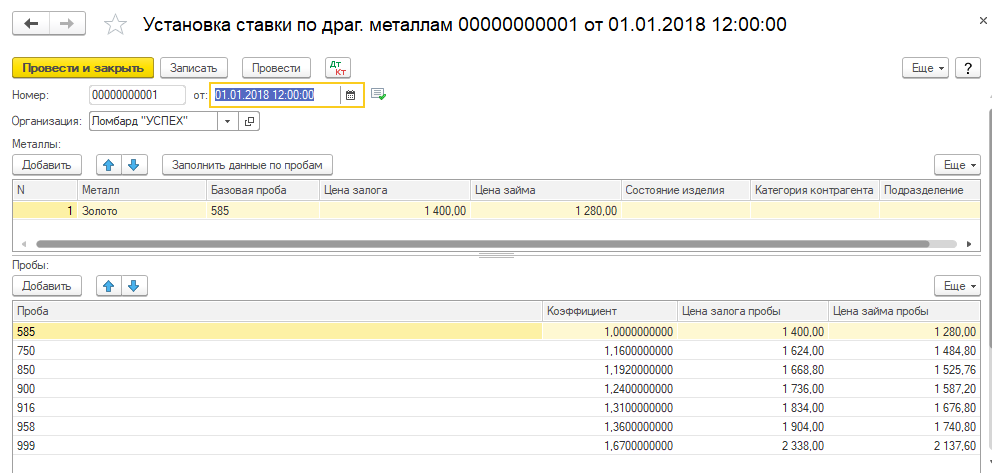 Установка ставки по драг. металлам 00000000001 от 01.01.2018 12:00:00
Провести и закрыть Записать Провести Дт Кт Еще ?
Номер: 00000000001 от: 01.01.2018 12:00:00
Организация: Ломбард "УСПЕХ"
Металлы:
Добавить Заполнить данные по пробам Еще
N Металл Базовая проба Цена залога Цена займа Состояние изделия Категория контрагента Подразделение
1 Золото 585 1 400,00 1 280,00
Пробы:
Добавить Еще
Проба Коэффициент Цена залога пробы Цена займа пробы
585 1,0000000000 1 400,00 1 280,00
750 1,1600000000 1 624,00 1 484,80
850 1,1920000000 1 668,80 1 525,76
900 1,2400000000 1 736,00 1 587,20
916 1,3100000000 1 834,00 1 676,80
958 1,3600000000 1 904,00 1 740,80
999 1,6700000000 2 338,00 2 137,60